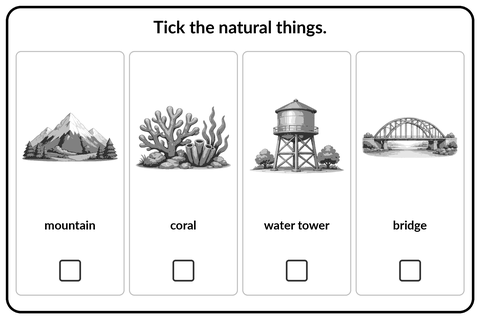 Tick the natural things.
mountain
coral
water tower
bridge